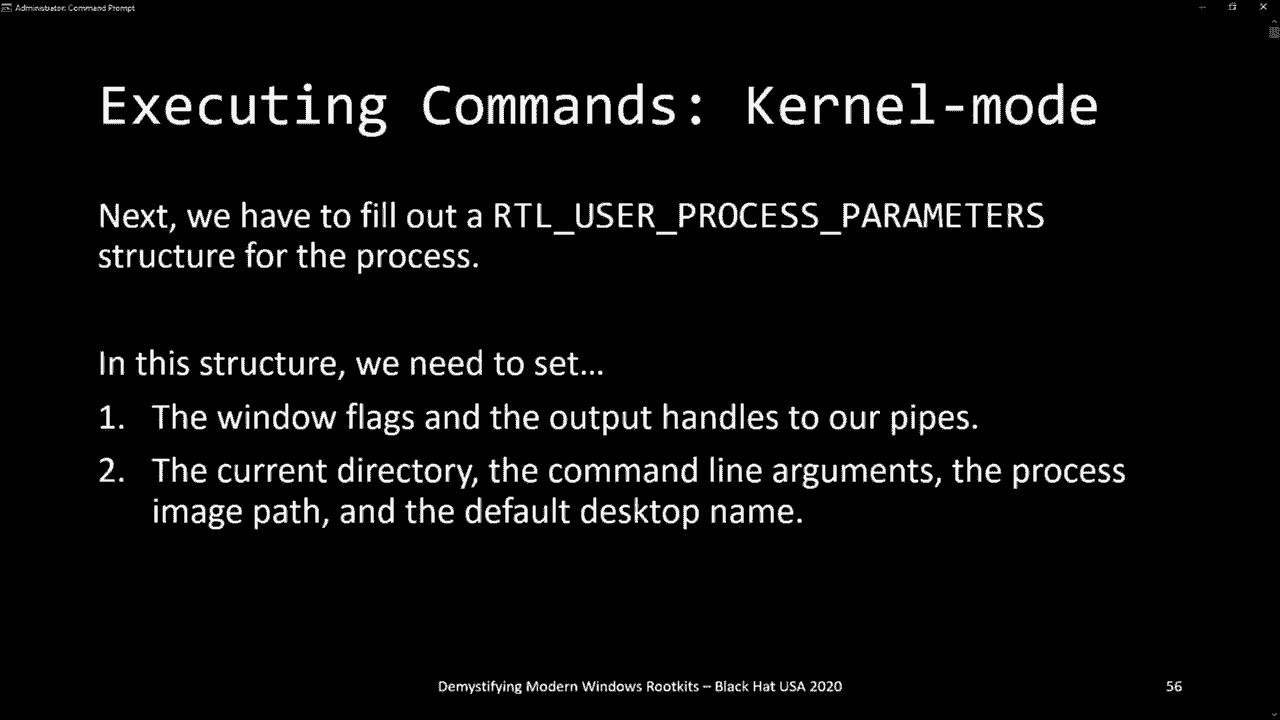 Administrator: Command Prompt
Executing Commands: Kernel-mode
Next, we have to fill out a RTL_USER_PROCESS_PARAMETERS
structure for the process.
In this structure, we need to set…
1. The window flags and the output handles to our pipes.
2. The current directory, the command line arguments, the process
image path, and the default desktop name.
Demystifying Modern Windows Rootkits – Black Hat USA 2020
56